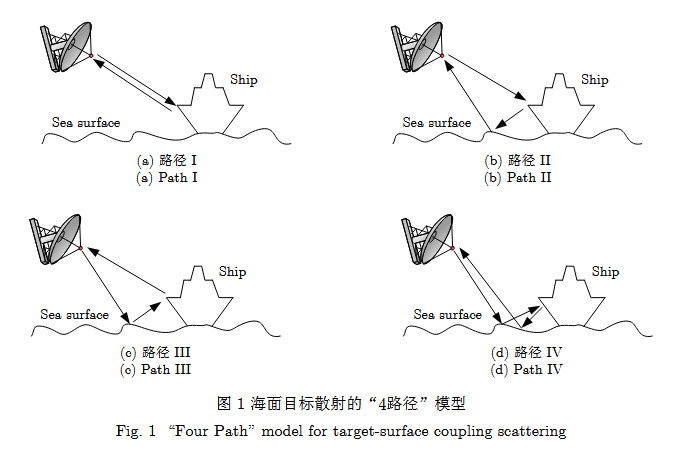 Ship
Sea surface
(a) 路径 I
(a) Path I
Ship
Sea surface
(b) 路径 II
(b) Path II
Ship
Sea surface
(c) 路径 III
(c) Path III
Ship
Sea surface
(d) 路径 IV
(d) Path IV
图 1 海面目标散射的“4路径”模型
Fig. 1 “Four Path” model for target-surface coupling scattering